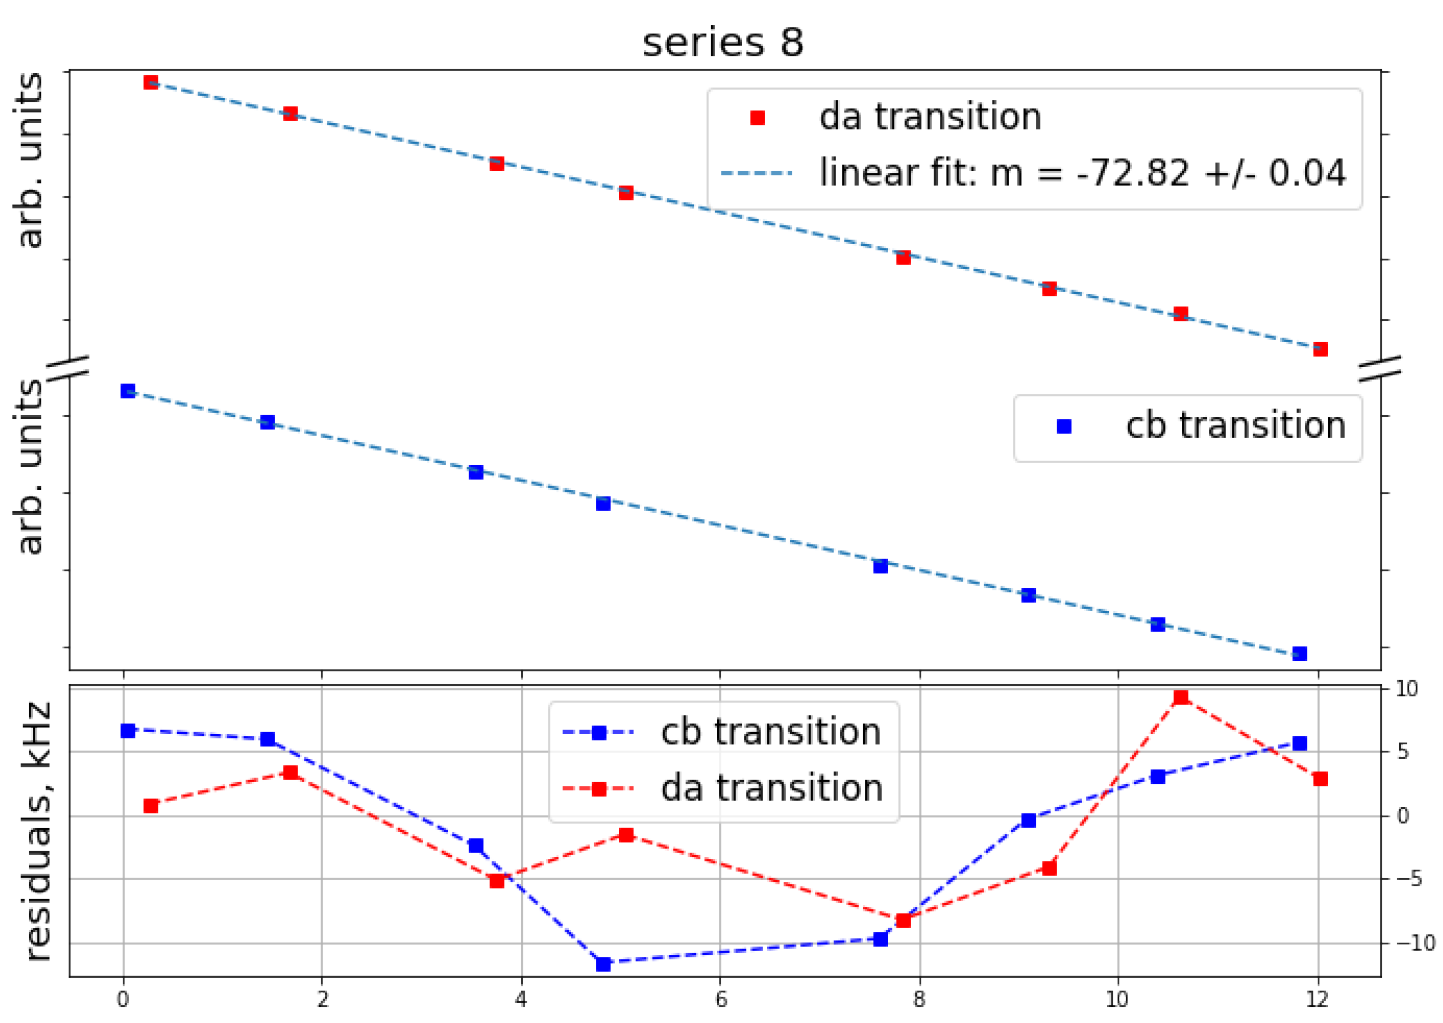 series 8
arb. units
da transition
linear fit: m = -72.82 +/- 0.04
arb. units
cb transition
residuals, kHz
cb transition
da transition
10
5
0
−5
−10
0 2 4 6 8 10 12